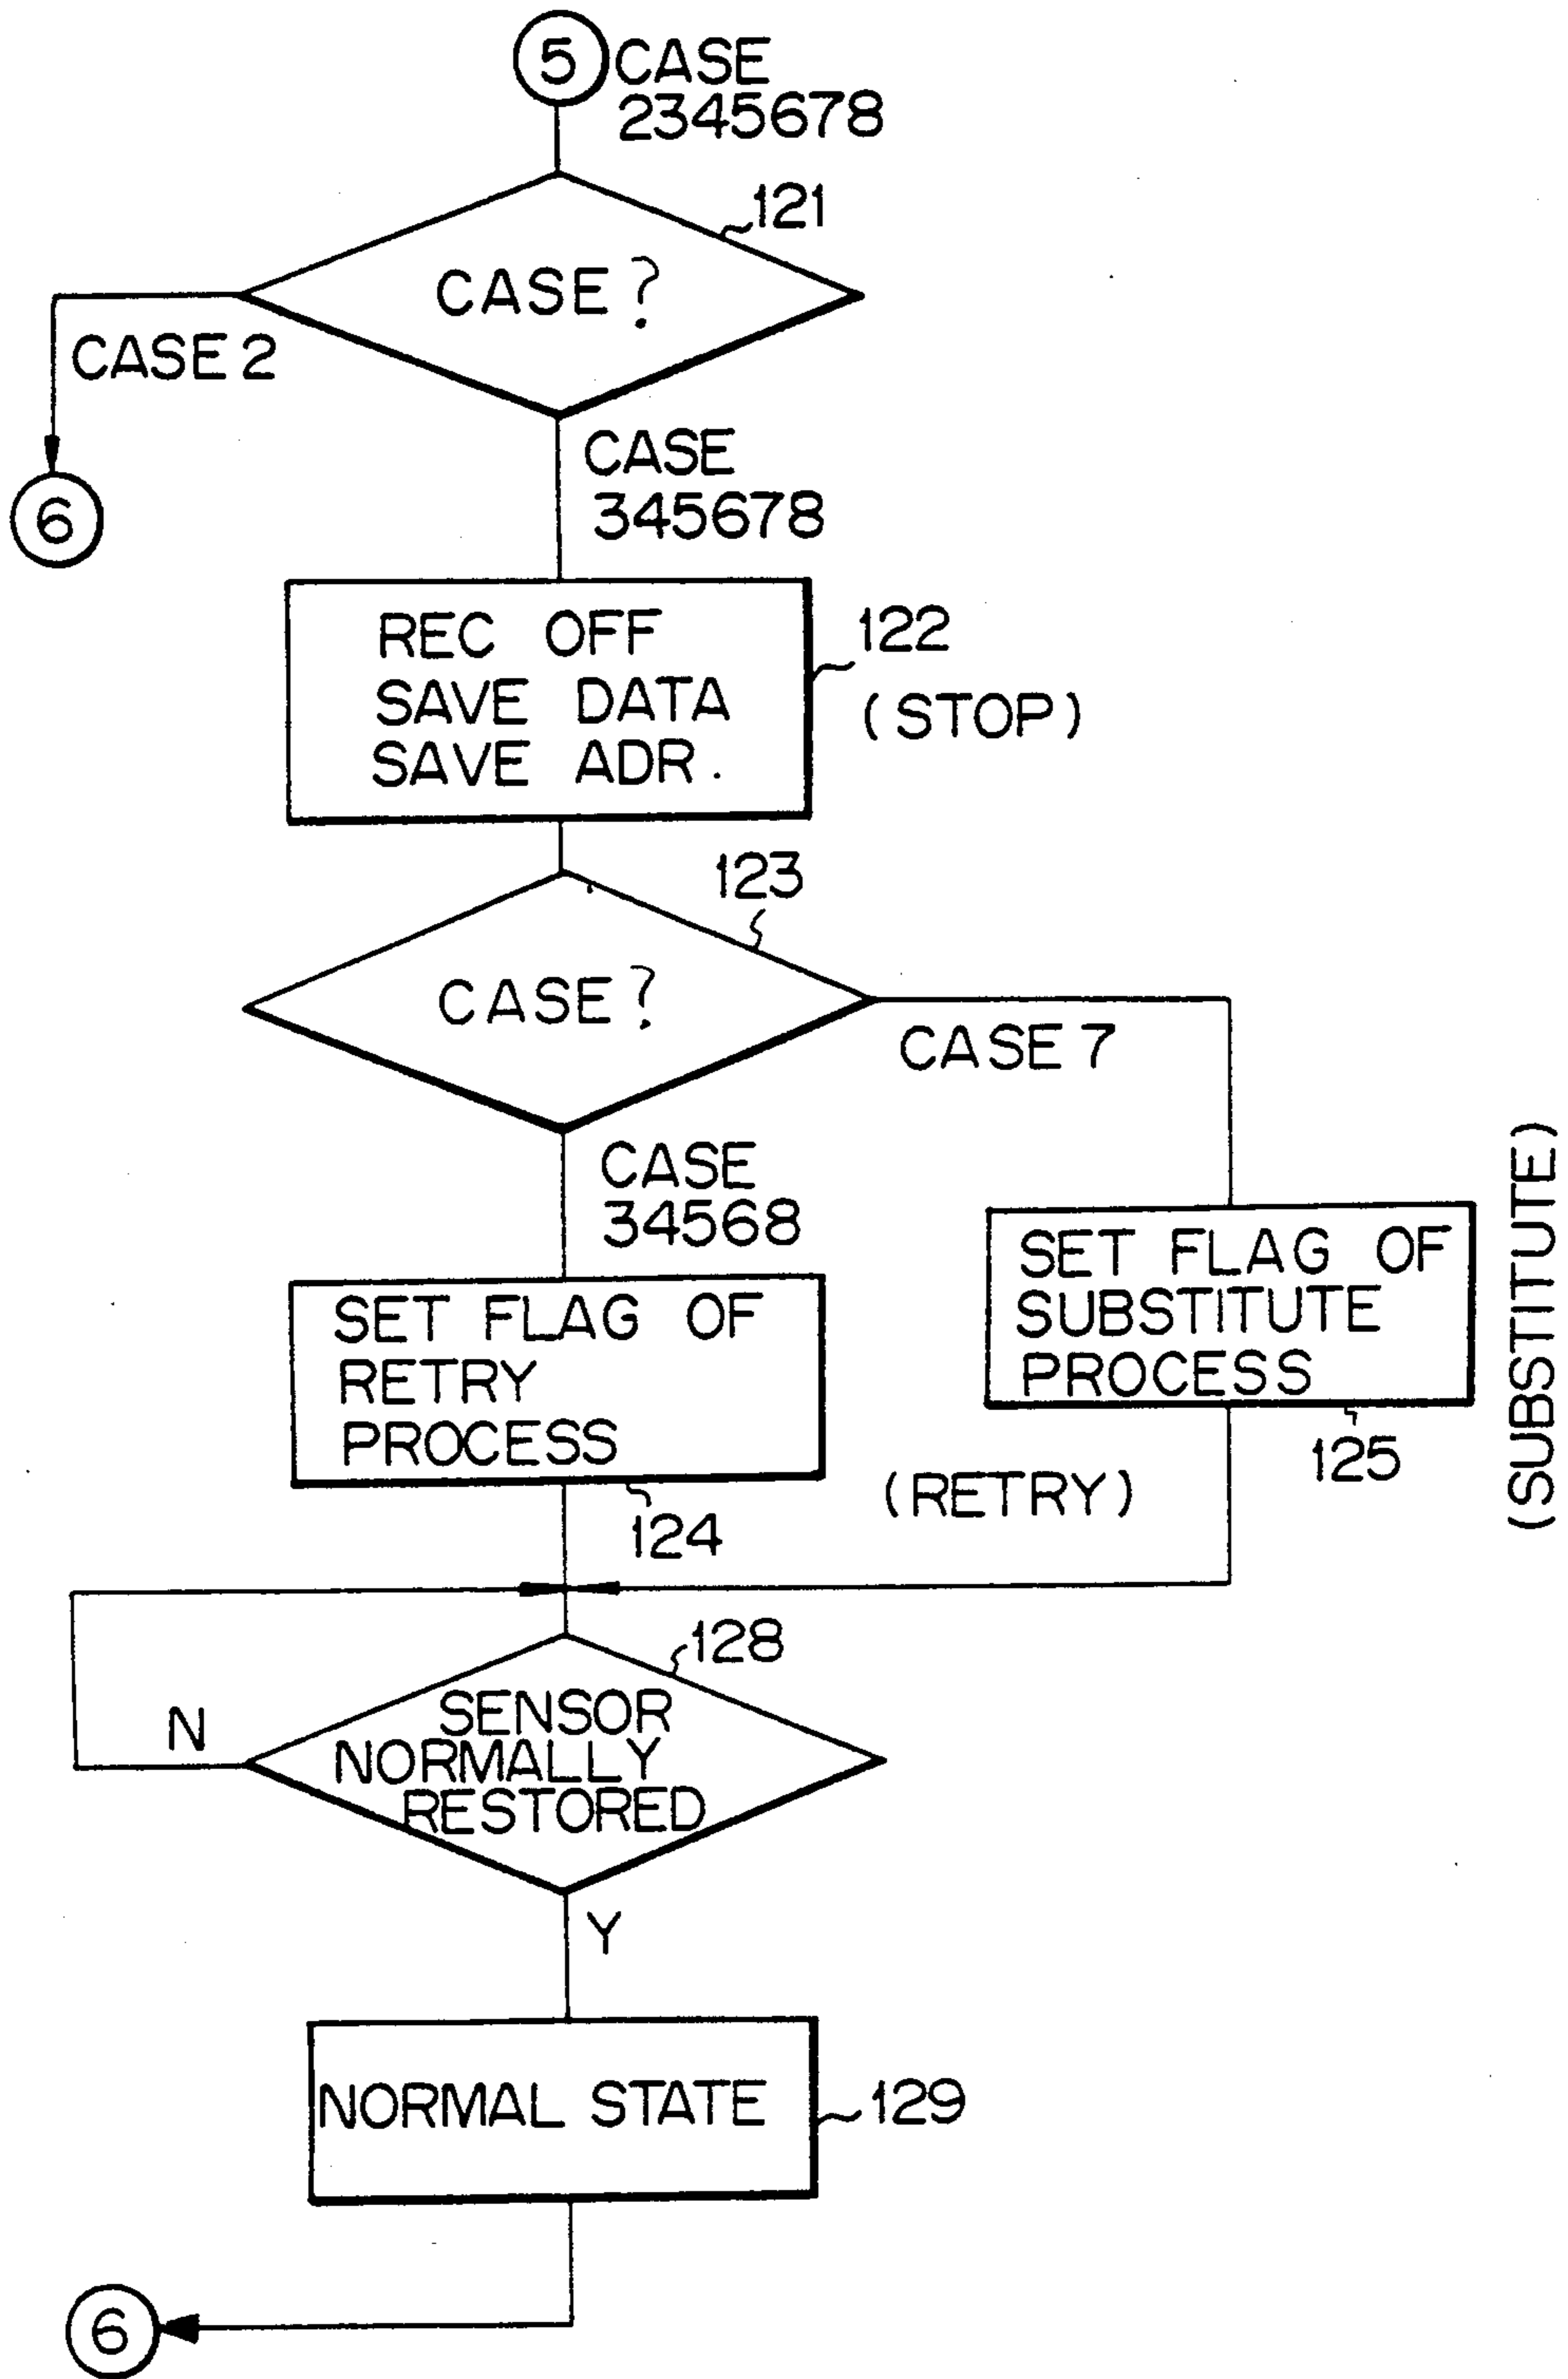 5 CASE
2345678
121
CASE?
CASE 2
6
CASE
345678
REC OFF
SAVE DATA
SAVE ADR.
122
(STOP)
123
CASE?
CASE 7
CASE
34568
SET FLAG OF
RETRY
PROCESS
124
(RETRY)
SET FLAG OF
SUBSTITUTE
PROCESS
125
(SUBSTITUTE)
128
SENSOR
NORMALLY
RESTORED
N
Y
NORMAL STATE
129
6